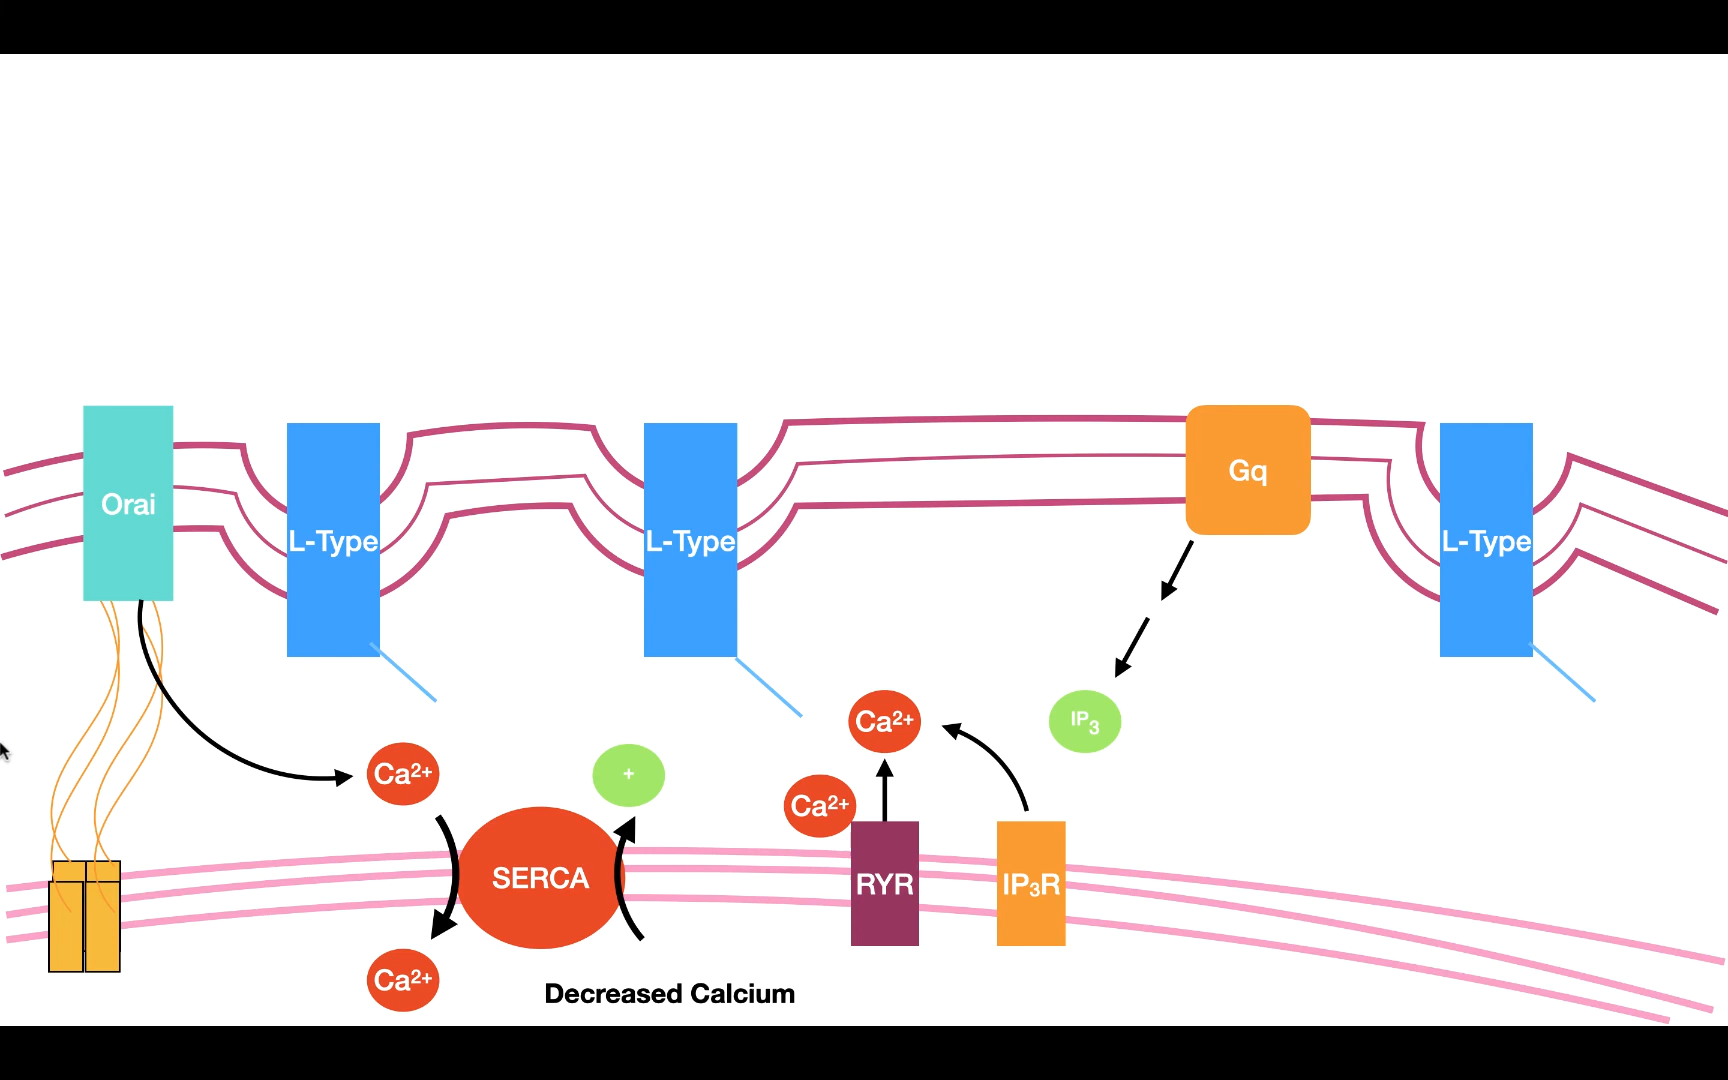 Orai
L-Type
L-Type
Gq
L-Type
Ca²⁺
IP₃
Ca²⁺
+
Ca²⁺
SERCA
RYR
IP₃R
Ca²⁺
Decreased Calcium